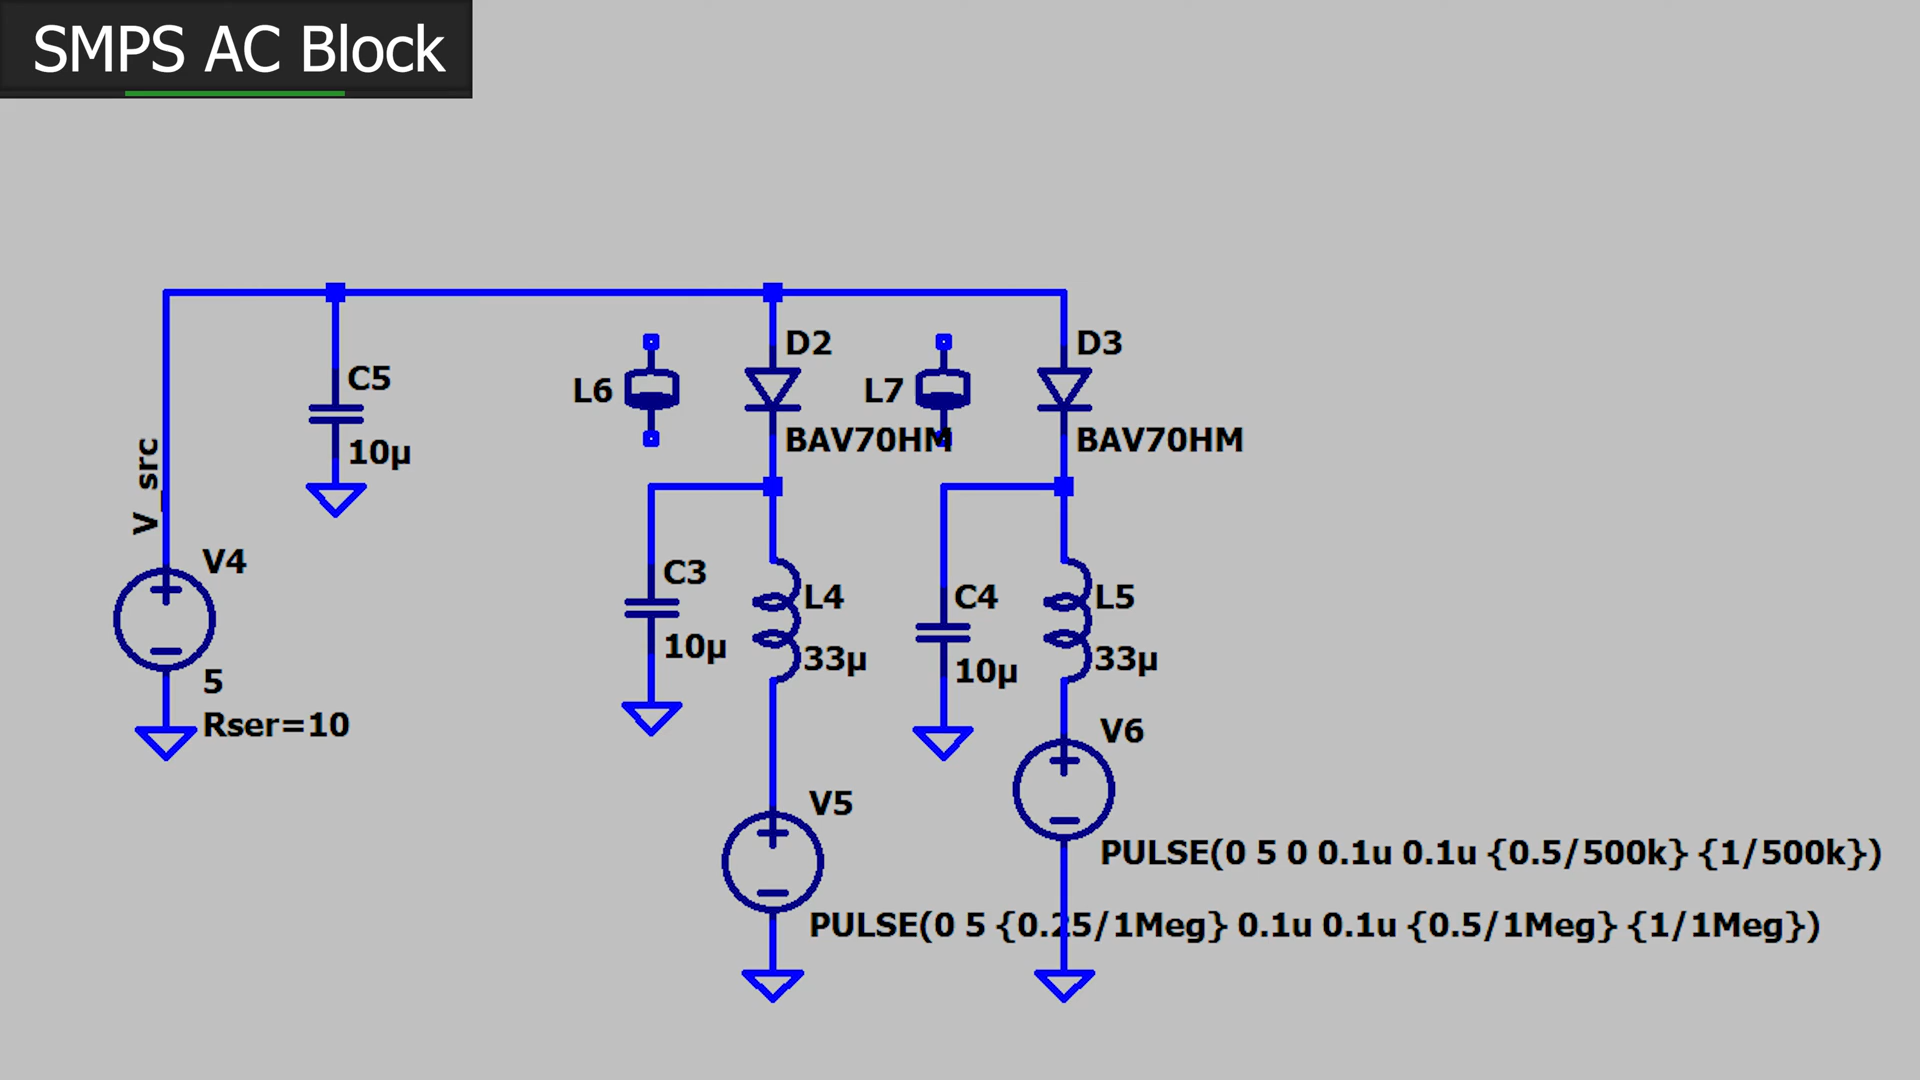 SMPS AC Block
D2
D3
C5
L6
L7
10µ
BAV70HM
BAV70HM
V_src
V4
C3
L4
C4
L5
10µ
33µ
10µ
33µ
5
Rser=10
V6
V5
PULSE(0 5 0 0.1u 0.1u {0.5/500k} {1/500k})
PULSE(0 5 {0.25/1Meg} 0.1u 0.1u {0.5/1Meg} {1/1Meg})